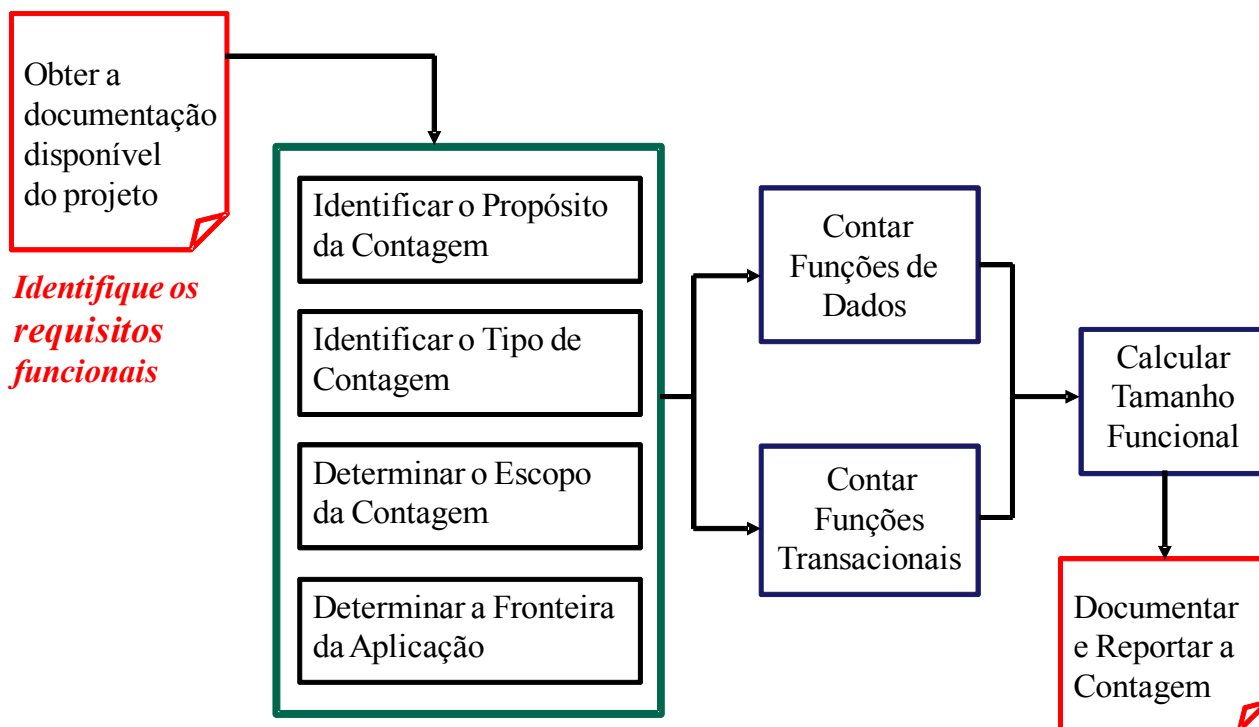 Obter a
documentação
disponível
do projeto
Identifique os
requisitos
funcionais
Identificar o Propósito
da Contagem
Identificar o Tipo de
Contagem
Determinar o Escopo
da Contagem
Determinar a Fronteira
da Aplicação
Contar
Funções de
Dados
Contar
Funções
Transacionais
Calcular
Tamanho
Funcional
Documentar
e Reportar a
Contagem